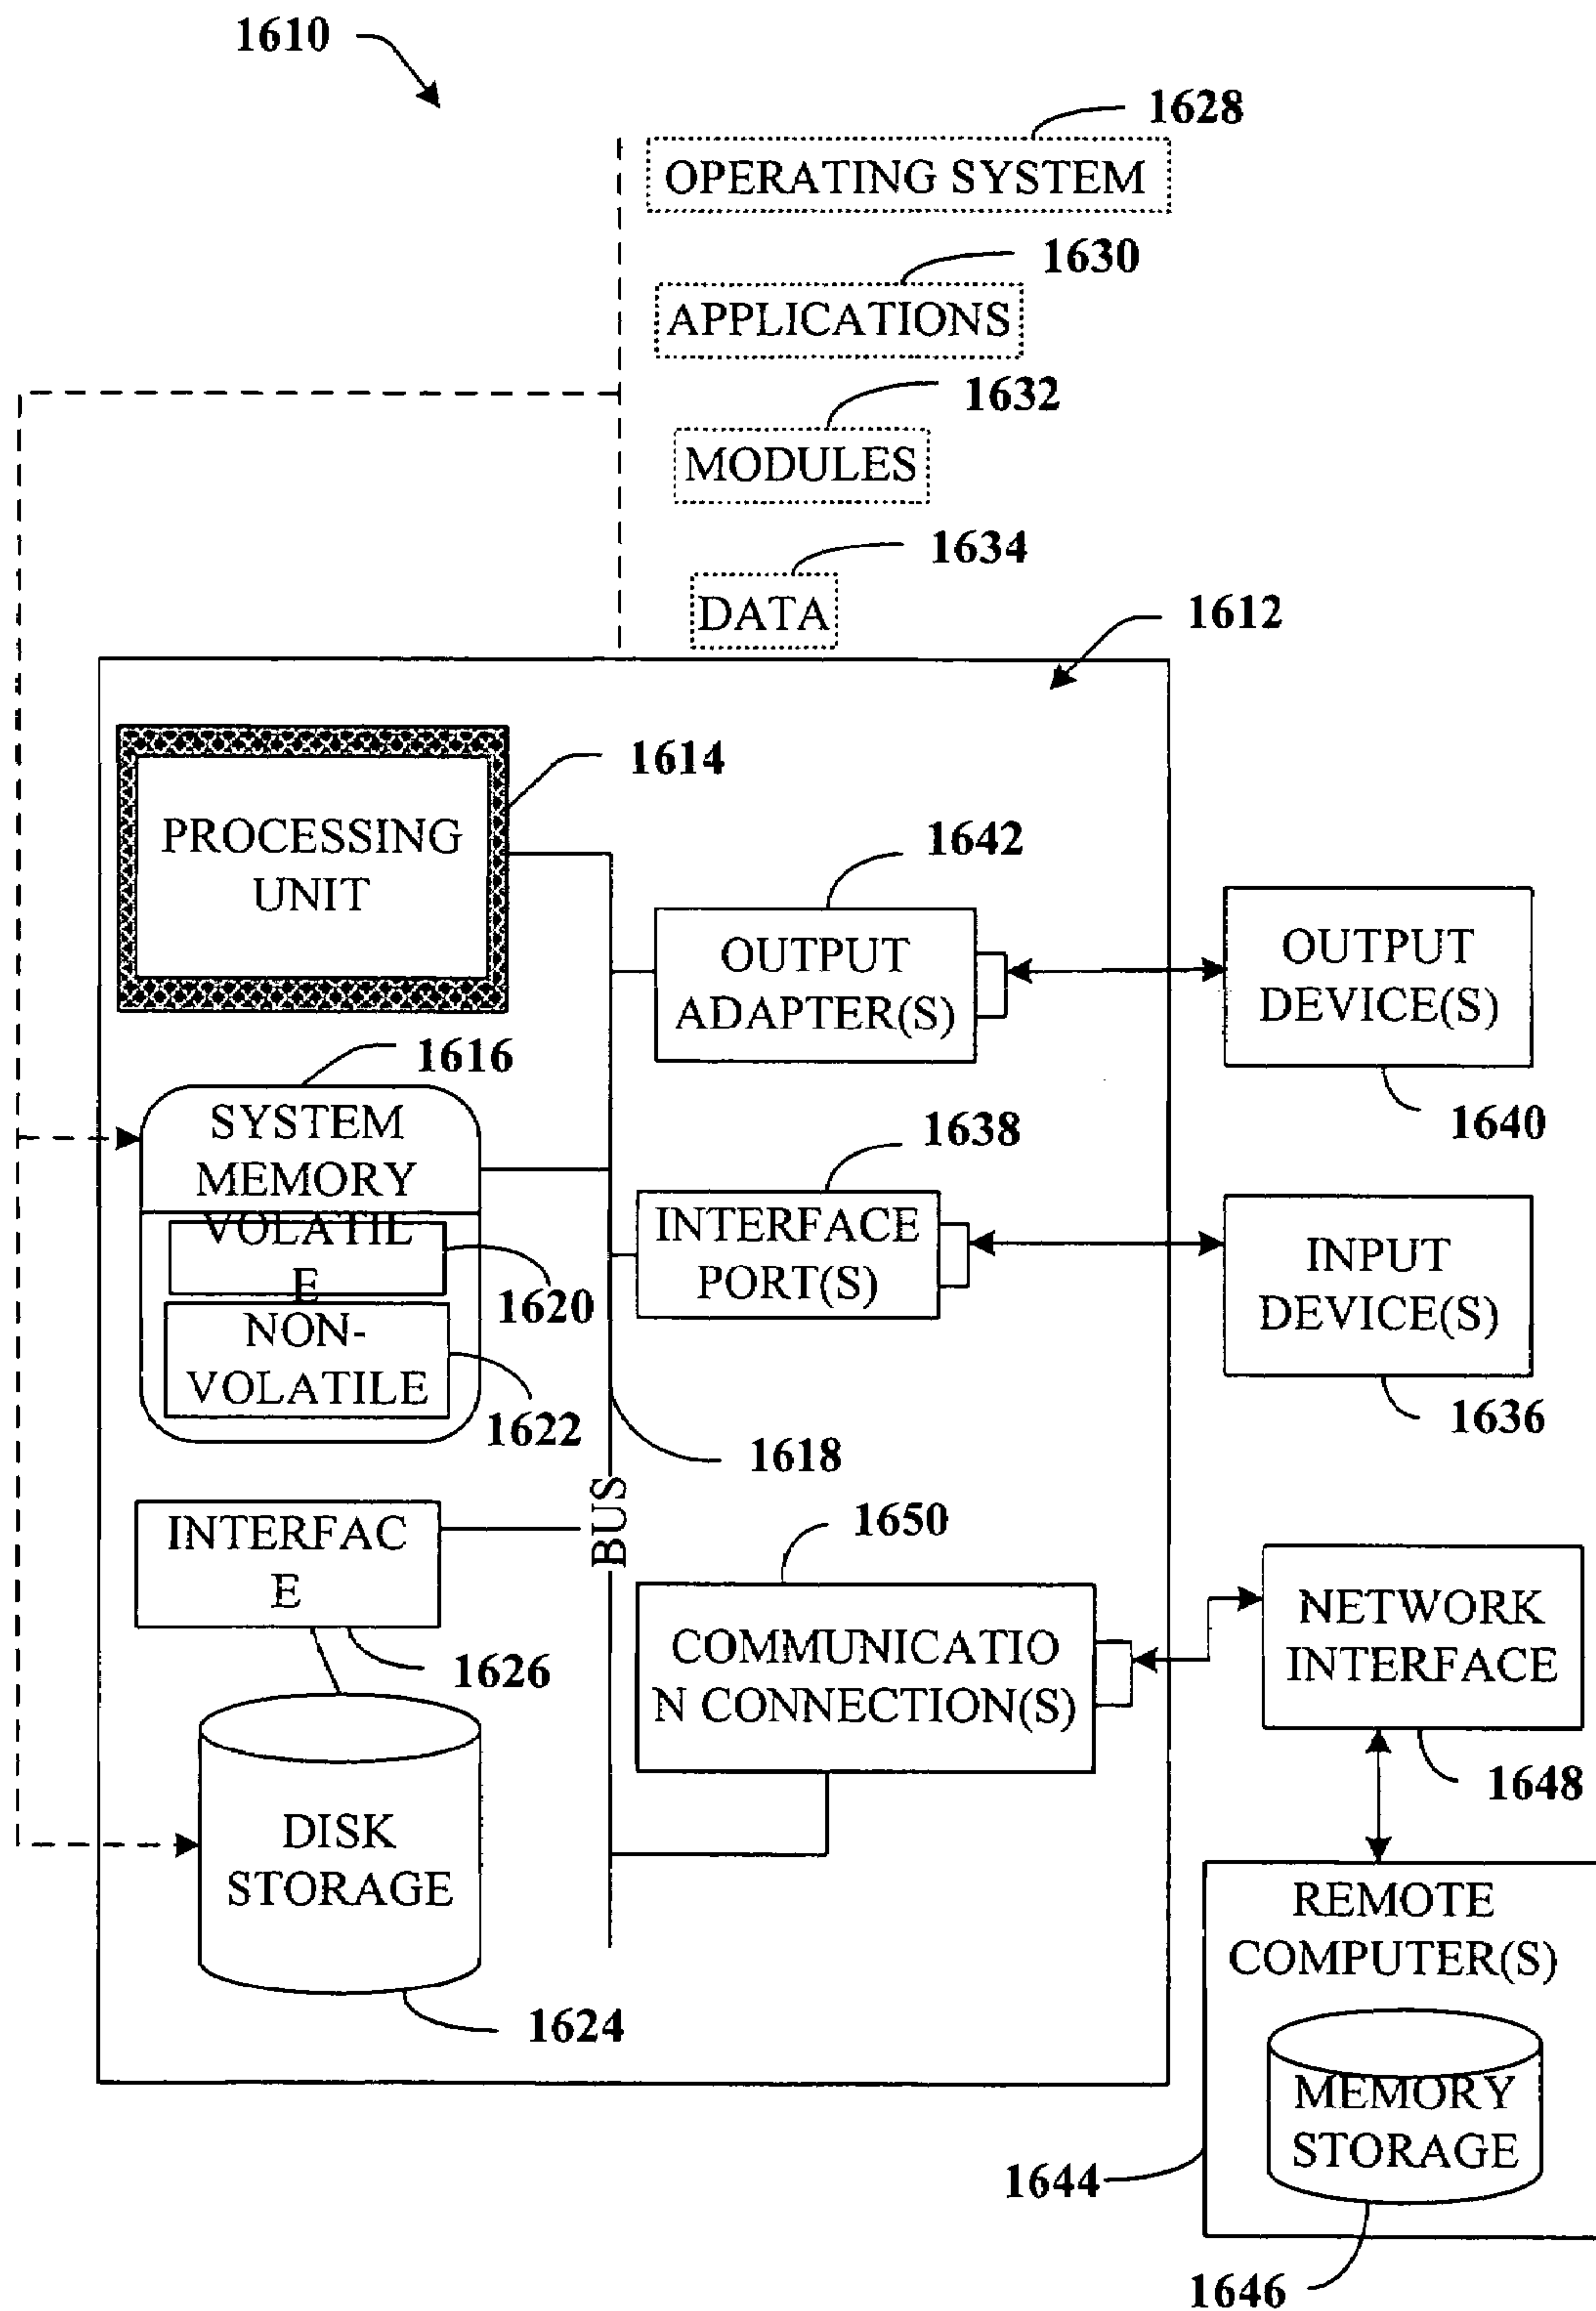 1610
1628
OPERATING SYSTEM
1630
APPLICATIONS
1632
MODULES
1634
DATA
1612
1614
PROCESSING
UNIT
1642
OUTPUT
ADAPTER(S)
OUTPUT
DEVICE(S)
1640
1616
SYSTEM
MEMORY
VOLATIL
E
1620
NON-
VOLATILE
1622
1638
INTERFACE
PORT(S)
INPUT
DEVICE(S)
1636
1618
BUS
INTERFAC
E
1626
1650
COMMUNICATIO
N CONNECTION(S)
NETWORK
INTERFACE
1648
DISK
STORAGE
1624
REMOTE
COMPUTER(S)
MEMORY
STORAGE
1644
1646